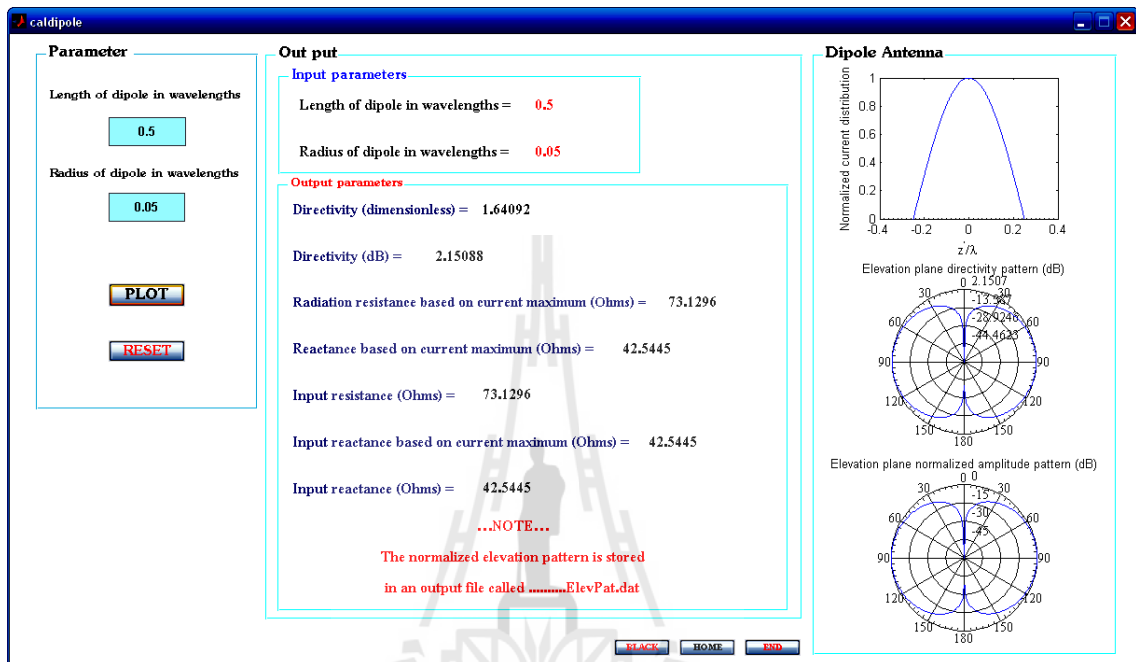 caldipole
Parameter
Length of dipole in wavelengths
0.5
Radius of dipole in wavelengths
0.05
PLOT
RESET
Out put
Input parameters
Length of dipole in wavelengths = 0.5
Radius of dipole in wavelengths = 0.05
Output parameters
Directivity (dimensionless) = 1.64092
Directivity (dB) = 2.15088
Radiation resistance based on current maximum (Ohms) = 73.1296
Reactance based on current maximum (Ohms) = 42.5445
Input resistance (Ohms) = 73.1296
Input reactance based on current maximum (Ohms) = 42.5445
Input reactance (Ohms) = 42.5445
...NOTE...
The normalized elevation pattern is stored
in an output file called ..........ElevPat.dat
BLACK HOME END
Dipole Antenna
Normalized current distribution
1
0.8
0.6
0.4
0.2
0
-0.4 -0.2 0 0.2 0.4
z'/λ
Elevation plane directivity pattern (dB)
0 2.1507
30 30
-28.9246
-44.4623
60 60
90 90
120 120
150 150
180
Elevation plane normalized amplitude pattern (dB)
0 0
30 -15 30
-30
-45
60 60
90 90
120 120
150 150
180